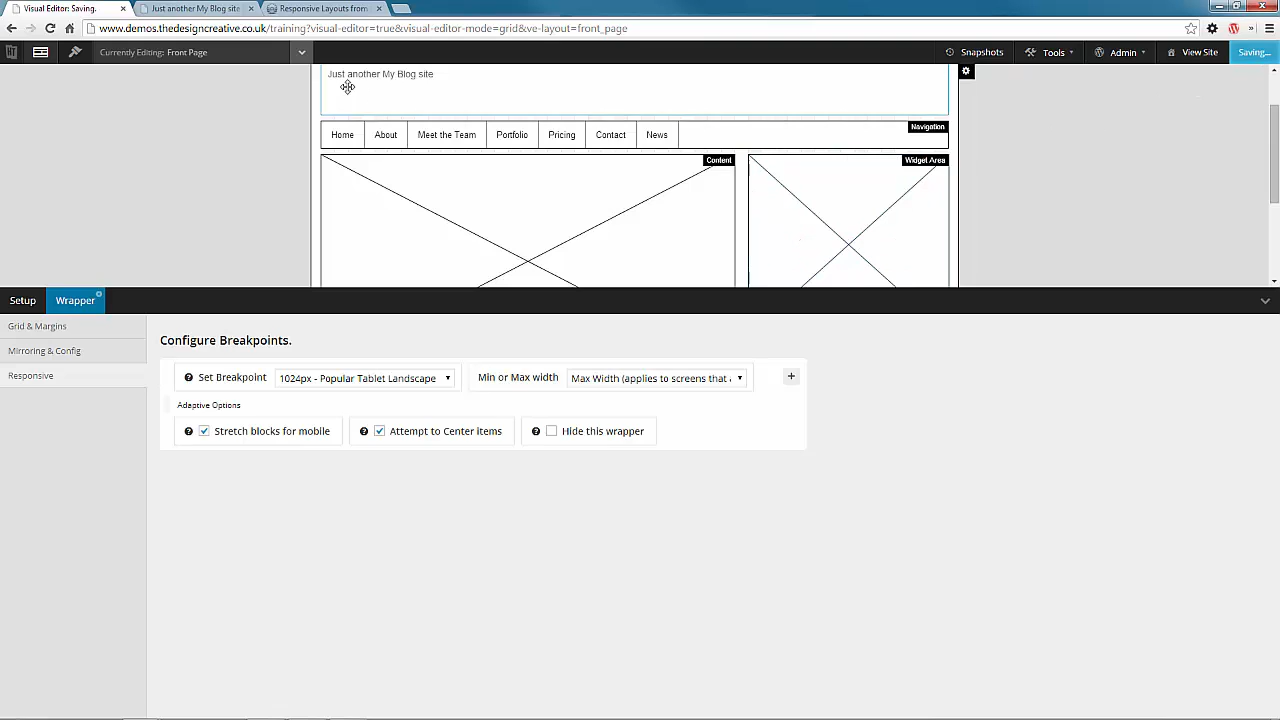 Visual Editor: Saving.
Just another My Blog site
Responsive Layouts from
www.demos.thedesigncreative.co.uk/training?visual-editor=true&visual-editor-mode=grid&ve-layout=front_page
Currently Editing: Front Page
Snapshots
Tools
Admin
View Site
Saving...
Just another My Blog site
Home
About
Meet the Team
Portfolio
Pricing
Contact
News
Navigation
Content
Widget Area
Setup
Wrapper
Grid & Margins
Mirroring & Config
Responsive
Configure Breakpoints.
Set Breakpoint
1024px - Popular Tablet Landscape
Min or Max width
Max Width (applies to screens that
+
Adaptive Options
Stretch blocks for mobile
Attempt to Center items
Hide this wrapper